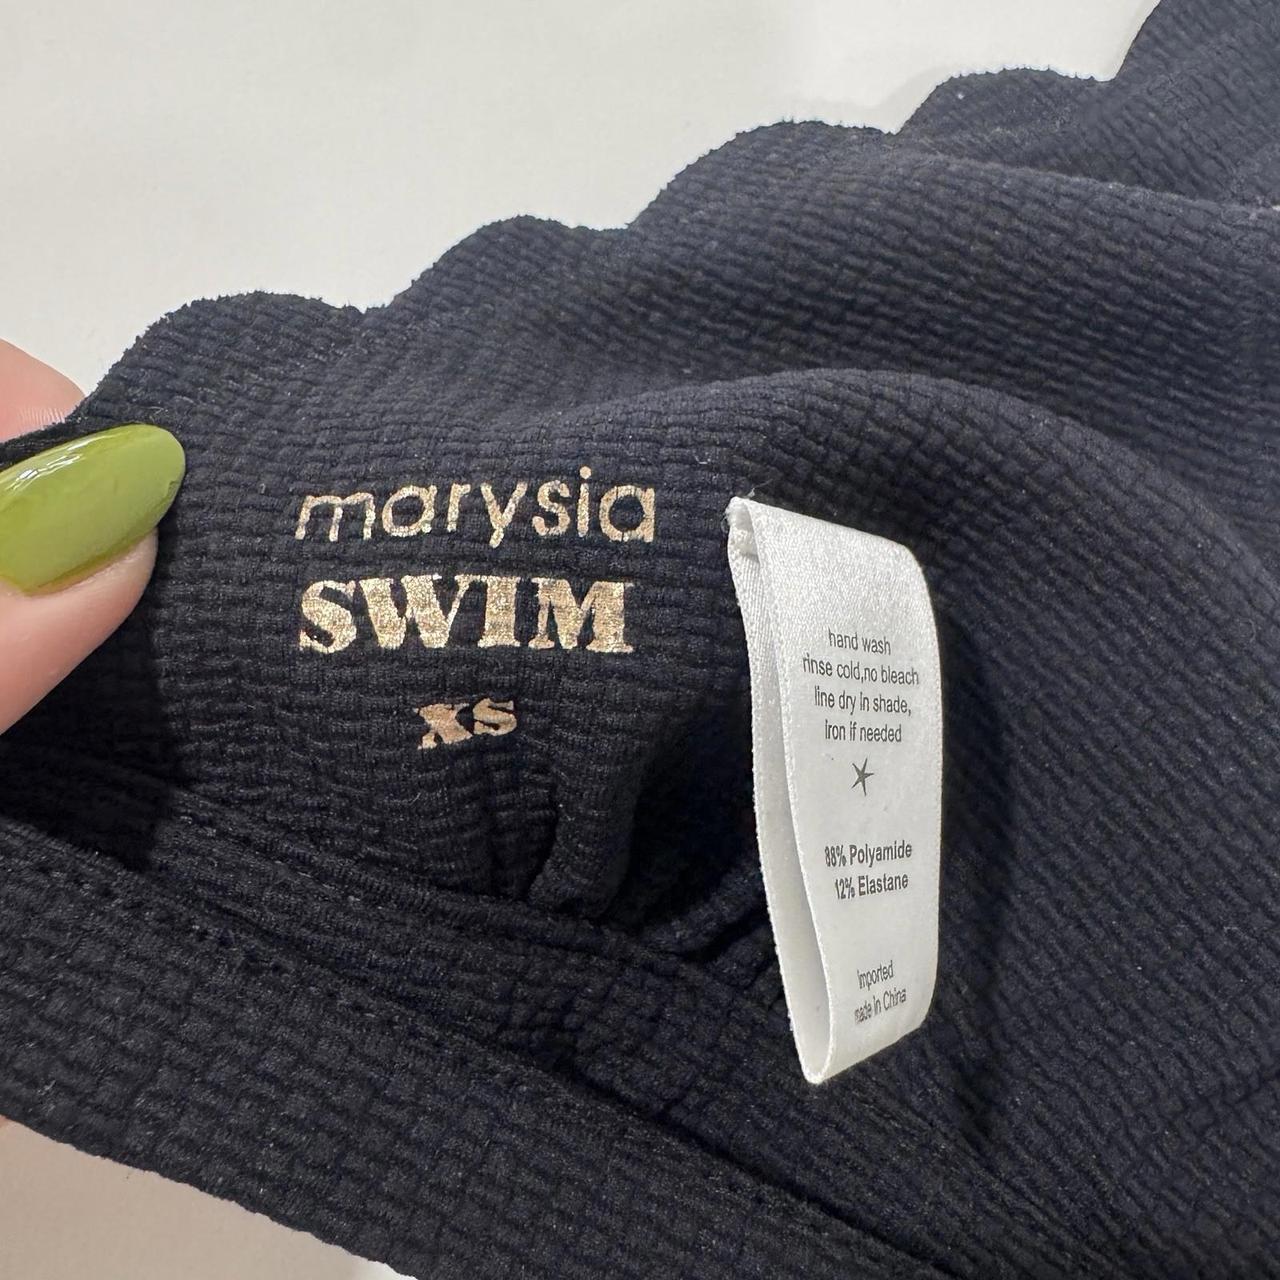 marysia
SWIM
XS
hand wash
rinse cold,no bleach
line dry in shade,
iron if needed
88% Polyamide
12% Elastane
Imported
made in China